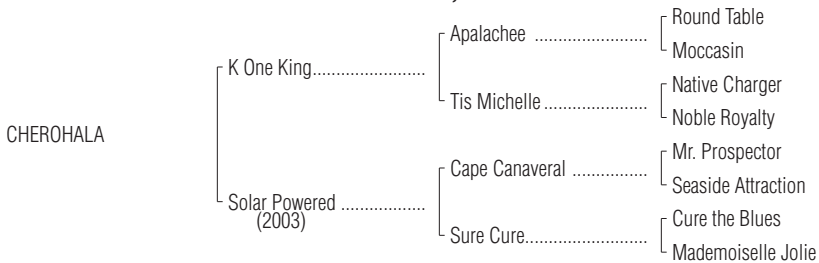 Round Table
Apalachee ........................
Moccasin
K One King........................
Native Charger
Tis Michelle.......................
Noble Royalty
CHEROHALA
Mr. Prospector
Cape Canaveral ................
Seaside Attraction
Solar Powered ..................
(2003)
Cure the Blues
Sure Cure...........................
Mademoiselle Jolie